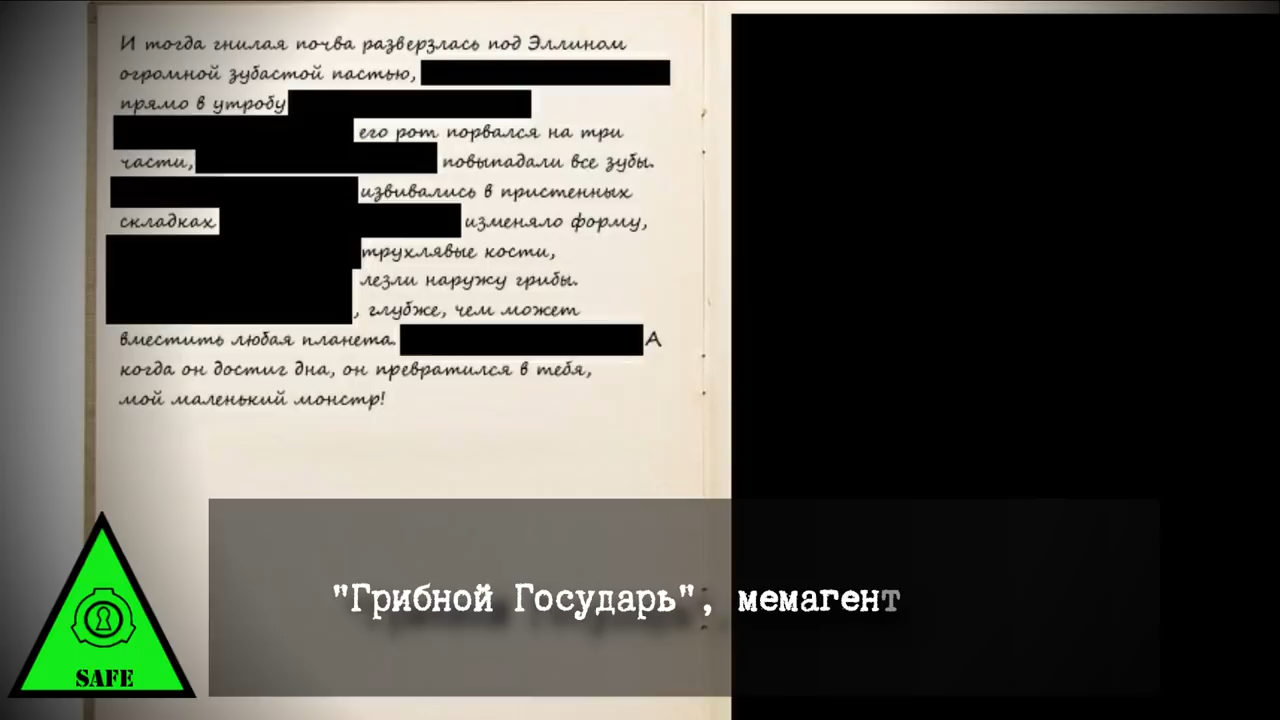 И тогда гнилая почва разверзлась под Эллином
огромной зубастой пастью,
прямо в утробу
его рот порвался на три
части, повыпадали все зубы.
извивались в пристенных
складках изменяло форму,
трухлявые кости,
лезли наружу грибы.
, глубже, чем может
вместить любая планета. А
когда он достиг дна, он превратился в тебя,
мой маленький монстр!
"Грибной Государь", мемагент
SAFE